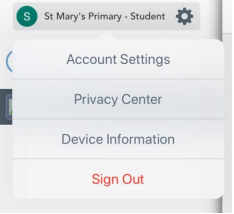 S St Mary's Primary - Student
Account Settings
Privacy Center
Device Information
Sign Out